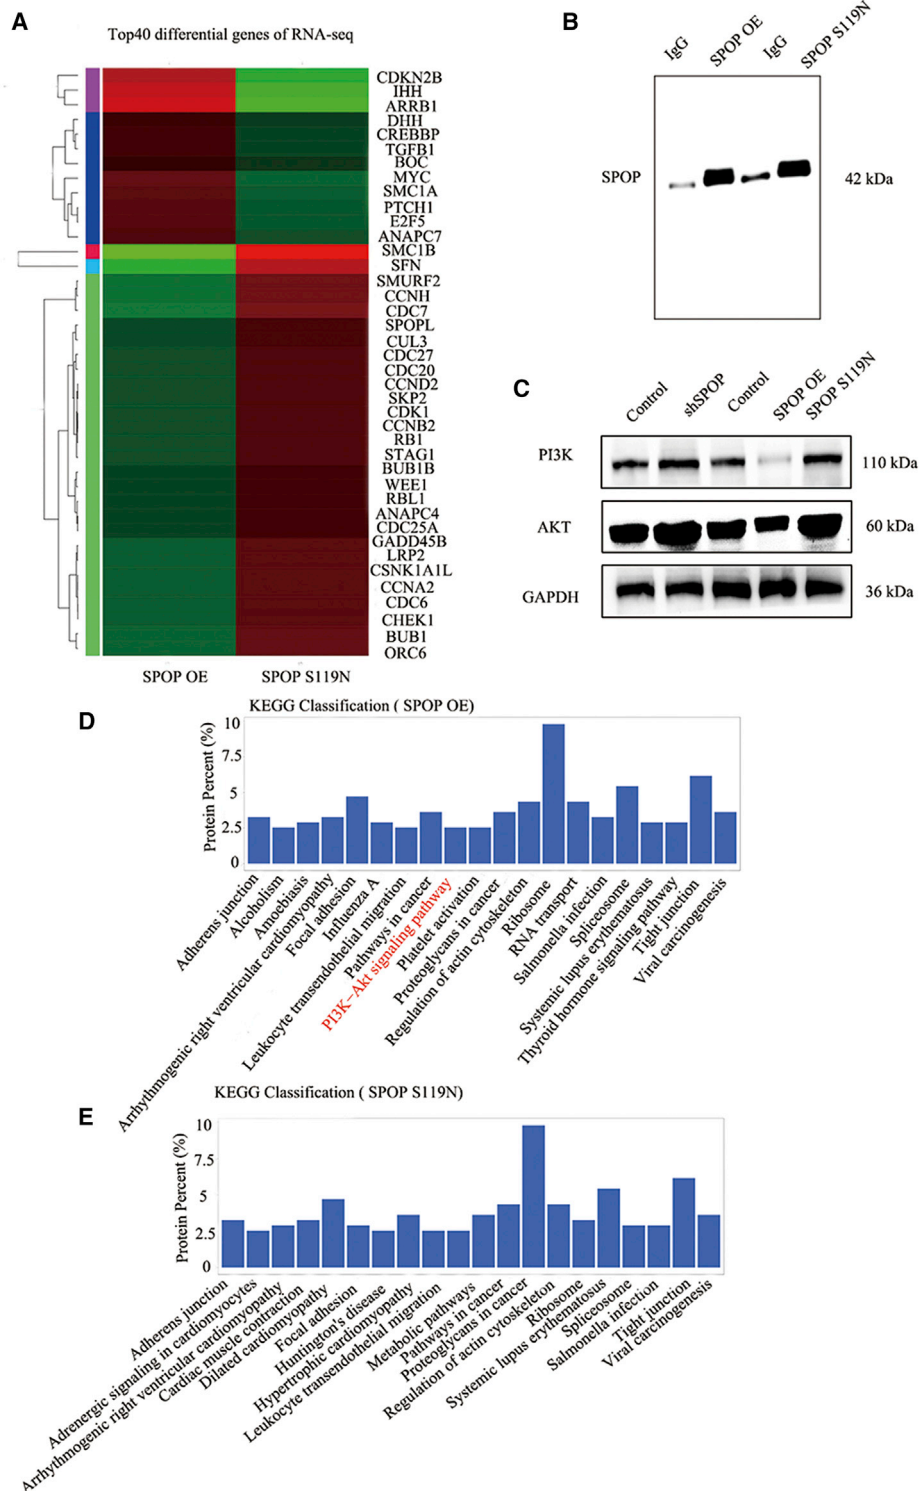 A
Top40 differential genes of RNA-seq
CDKN2B
IHH
ARRB1
DHH
CREBBP
TGFB1
BOC
MYC
SMC1A
PTCH1
E2F5
ANAPC7
SMC1B
SFN
SMURF2
CCNH
CDC7
SPOPL
CUL3
CDC27
CDC20
CCND2
SKP2
CDK1
CCNB2
RB1
STAG1
BUB1B
WEE1
RBL1
ANAPC4
CDC25A
GADD45B
LRP2
CSNK1A1L
CCNA2
CDC6
CHEK1
BUB1
ORC6
SPOP OE SPOP S119N
B
IgG SPOP OE IgG SPOP S119N
SPOP 42 kDa
C
Control shSPOP Control SPOP OE SPOP S119N
PI3K 110 kDa
AKT 60 kDa
GAPDH 36 kDa
D
KEGG Classification ( SPOP OE)
Protein Percent (%)
10
7.5
5
2.5
0
Adherens junction
Alcoholism
Amoebiasis
Arrhythmogenic right ventricular cardiomyopathy
Focal adhesion
Influenza A
Leukocyte transendothelial migration
Pathways in cancer
PI3K-Akt signaling pathway
Platelet activation
Proteoglycans in cancer
Regulation of actin cytoskeleton
Ribosome
RNA transport
Salmonella infection
Spliceosome
Systemic lupus erythematosus
Thyroid hormone signaling pathway
Tight junction
Viral carcinogenesis
E
KEGG Classification ( SPOP S119N)
Protein Percent (%)
10
7.5
5
2.5
0
Adherens junction
Adrenergic signaling in cardiomyocytes
Arrhythmogenic right ventricular cardiomyopathy
Cardiac muscle contraction
Dilated cardiomyopathy
Focal adhesion
Huntington's disease
Hypertrophic cardiomyopathy
Leukocyte transendothelial migration
Metabolic pathways
Pathways in cancer
Proteoglycans in cancer
Regulation of actin cytoskeleton
Ribosome
Systemic lupus erythematosus
Spliceosome
Salmonella infection
Tight junction
Viral carcinogenesis